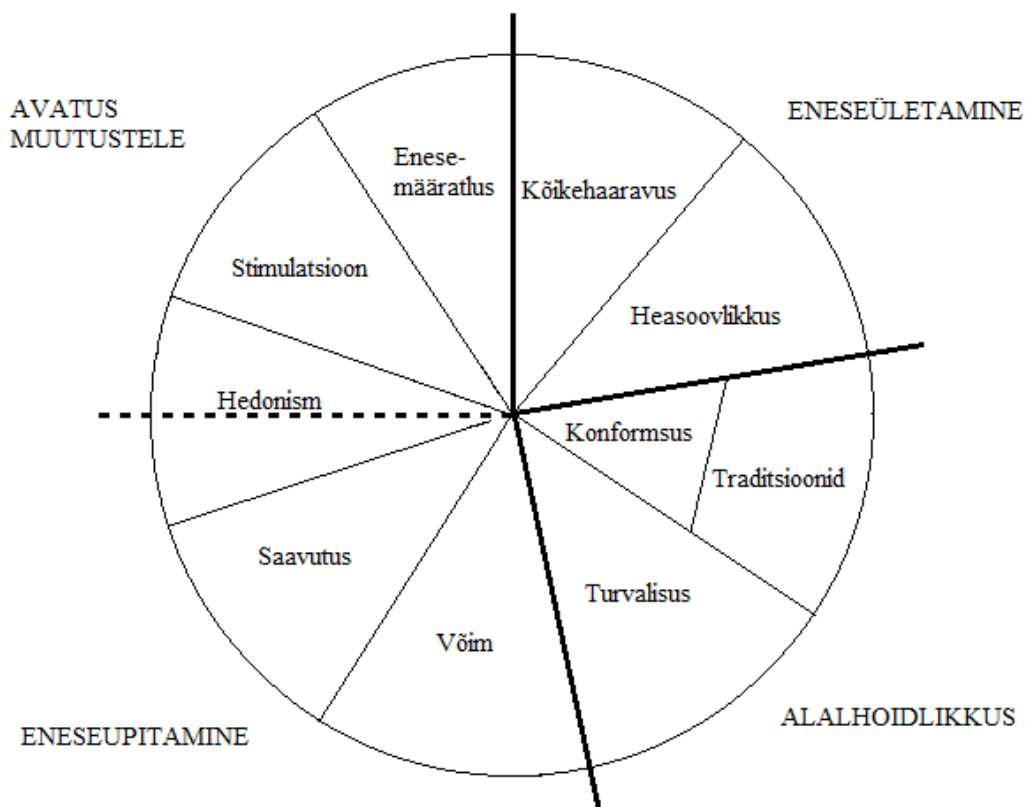 AVATUS
MUUTUSTELE
ENESEÜLETAMINE
Enese-
määratlus
Kõikehaaravus
Stimulatsioon
Heasoovlikkus
Hedonism
Konformsus
Traditsioonid
Saavutus
Turvalisus
Võim
ENESEUPITAMINE
ALALHOIDLIKKUS